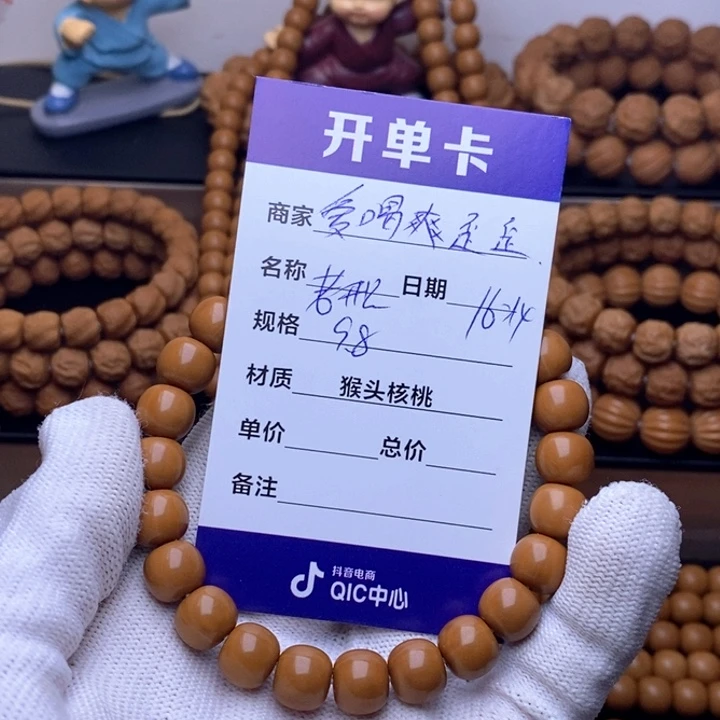 开单卡
商家 爱喝爽歪歪.
名称 日期 16x14
规格 98
材质 猴头核桃
单价 总价
备注
抖音电商
QIC中心